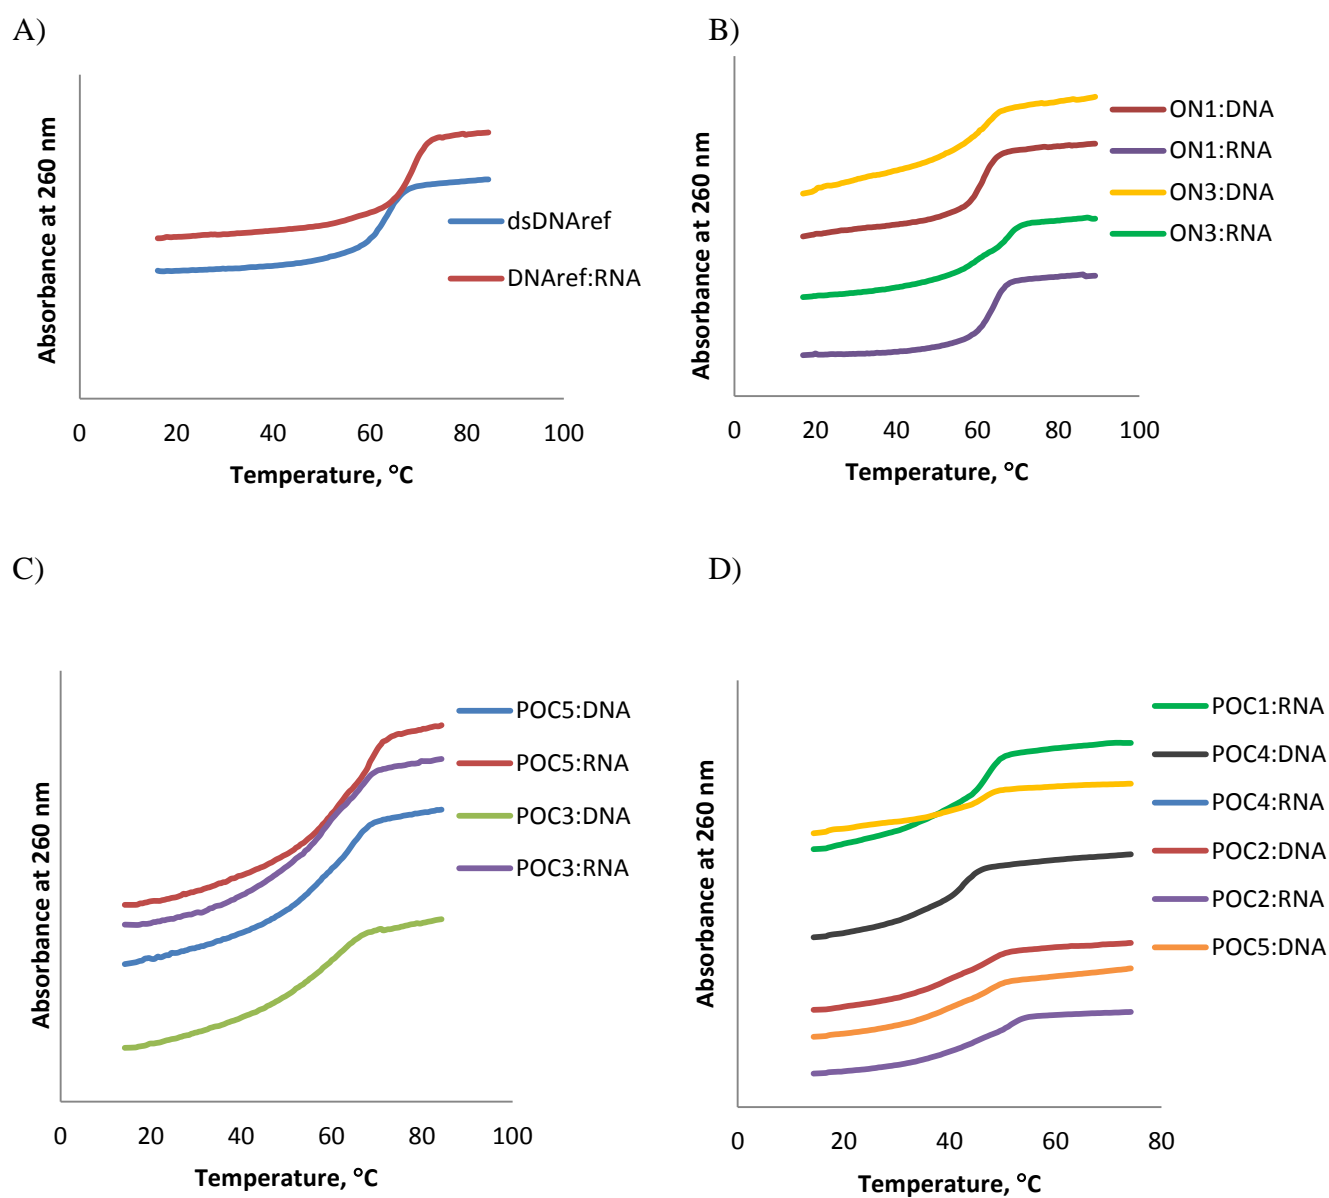 A)
Absorbance at 260 nm
dsDNAref
DNAref:RNA
0 20 40 60 80 100
Temperature, °C
B)
Absorbance at 260 nm
ON1:DNA
ON1:RNA
ON3:DNA
ON3:RNA
0 20 40 60 80 100
Temperature, °C
C)
Absorbance at 260 nm
POC5:DNA
POC5:RNA
POC3:DNA
POC3:RNA
0 20 40 60 80 100
Temperature, °C
D)
Absorbance at 260 nm
POC1:RNA
POC4:DNA
POC4:RNA
POC2:DNA
POC2:RNA
POC5:DNA
0 20 40 60 80
Temperature, °C